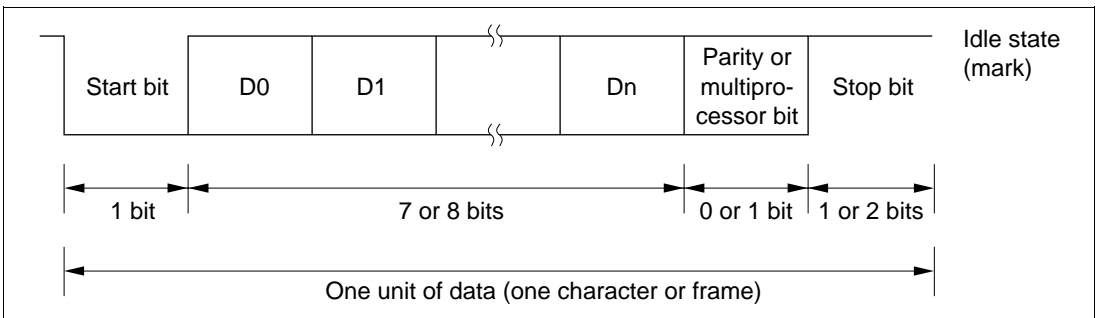 Idle state
(mark)
Start bit
D0
D1
Dn
Parity or
multipro-
cessor bit
Stop bit
1 bit
7 or 8 bits
0 or 1 bit
1 or 2 bits
One unit of data (one character or frame)